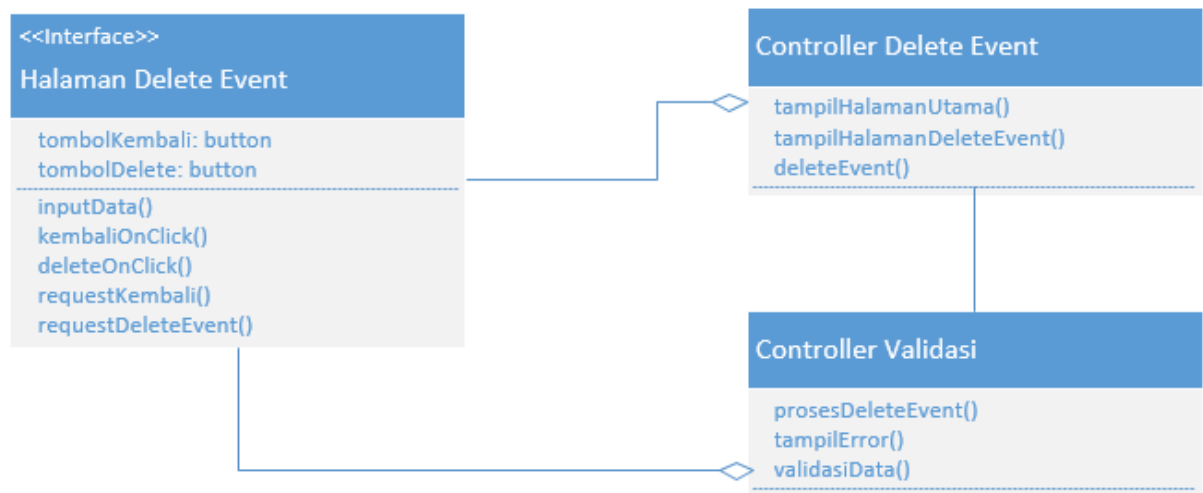 <<Interface>>
Halaman Delete Event
tombolKembali: button
tombolDelete: button
inputData()
kembaliOnClick()
deleteOnClick()
requestKembali()
requestDeleteEvent()
Controller Delete Event
tampilHalamanUtama()
tampilHalamanDeleteEvent()
deleteEvent()
Controller Validasi
prosesDeleteEvent()
tampilError()
validasiData()